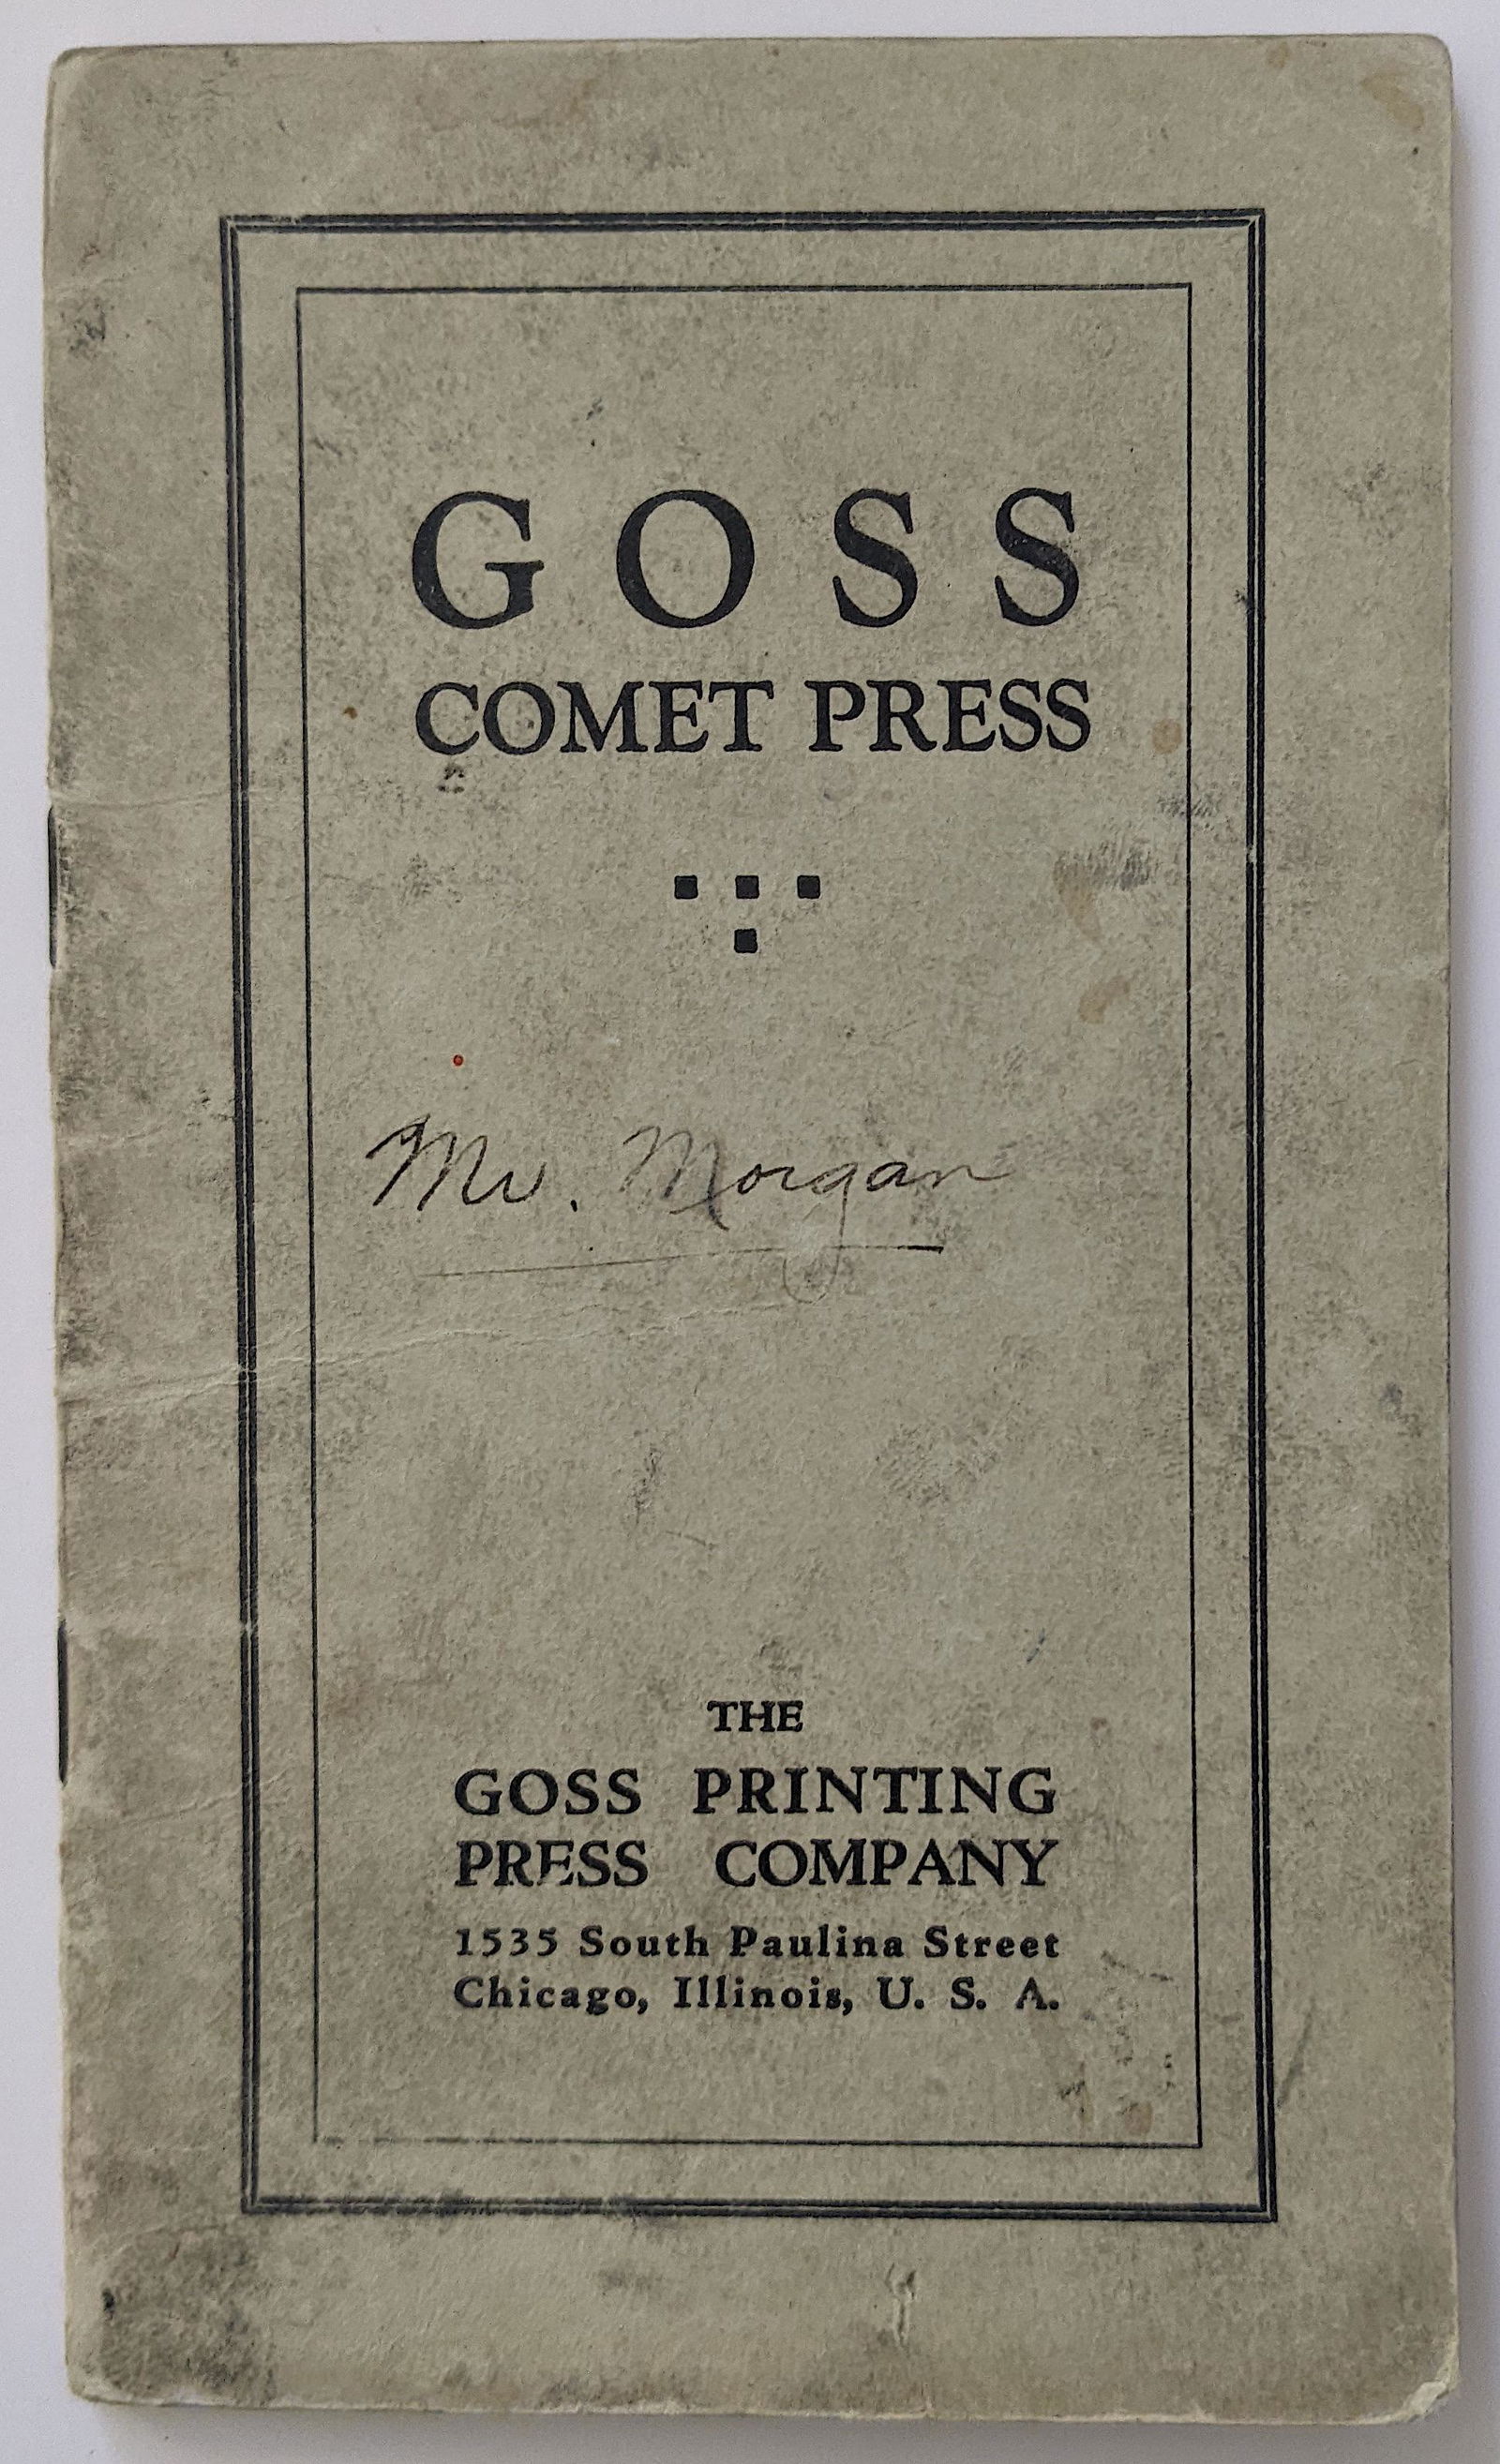 GOSS
COMET PRESS
Mr. Morgan
THE
GOSS PRINTING
PRESS COMPANY
1535 South Paulina Street
Chicago, Illinois, U. S. A.